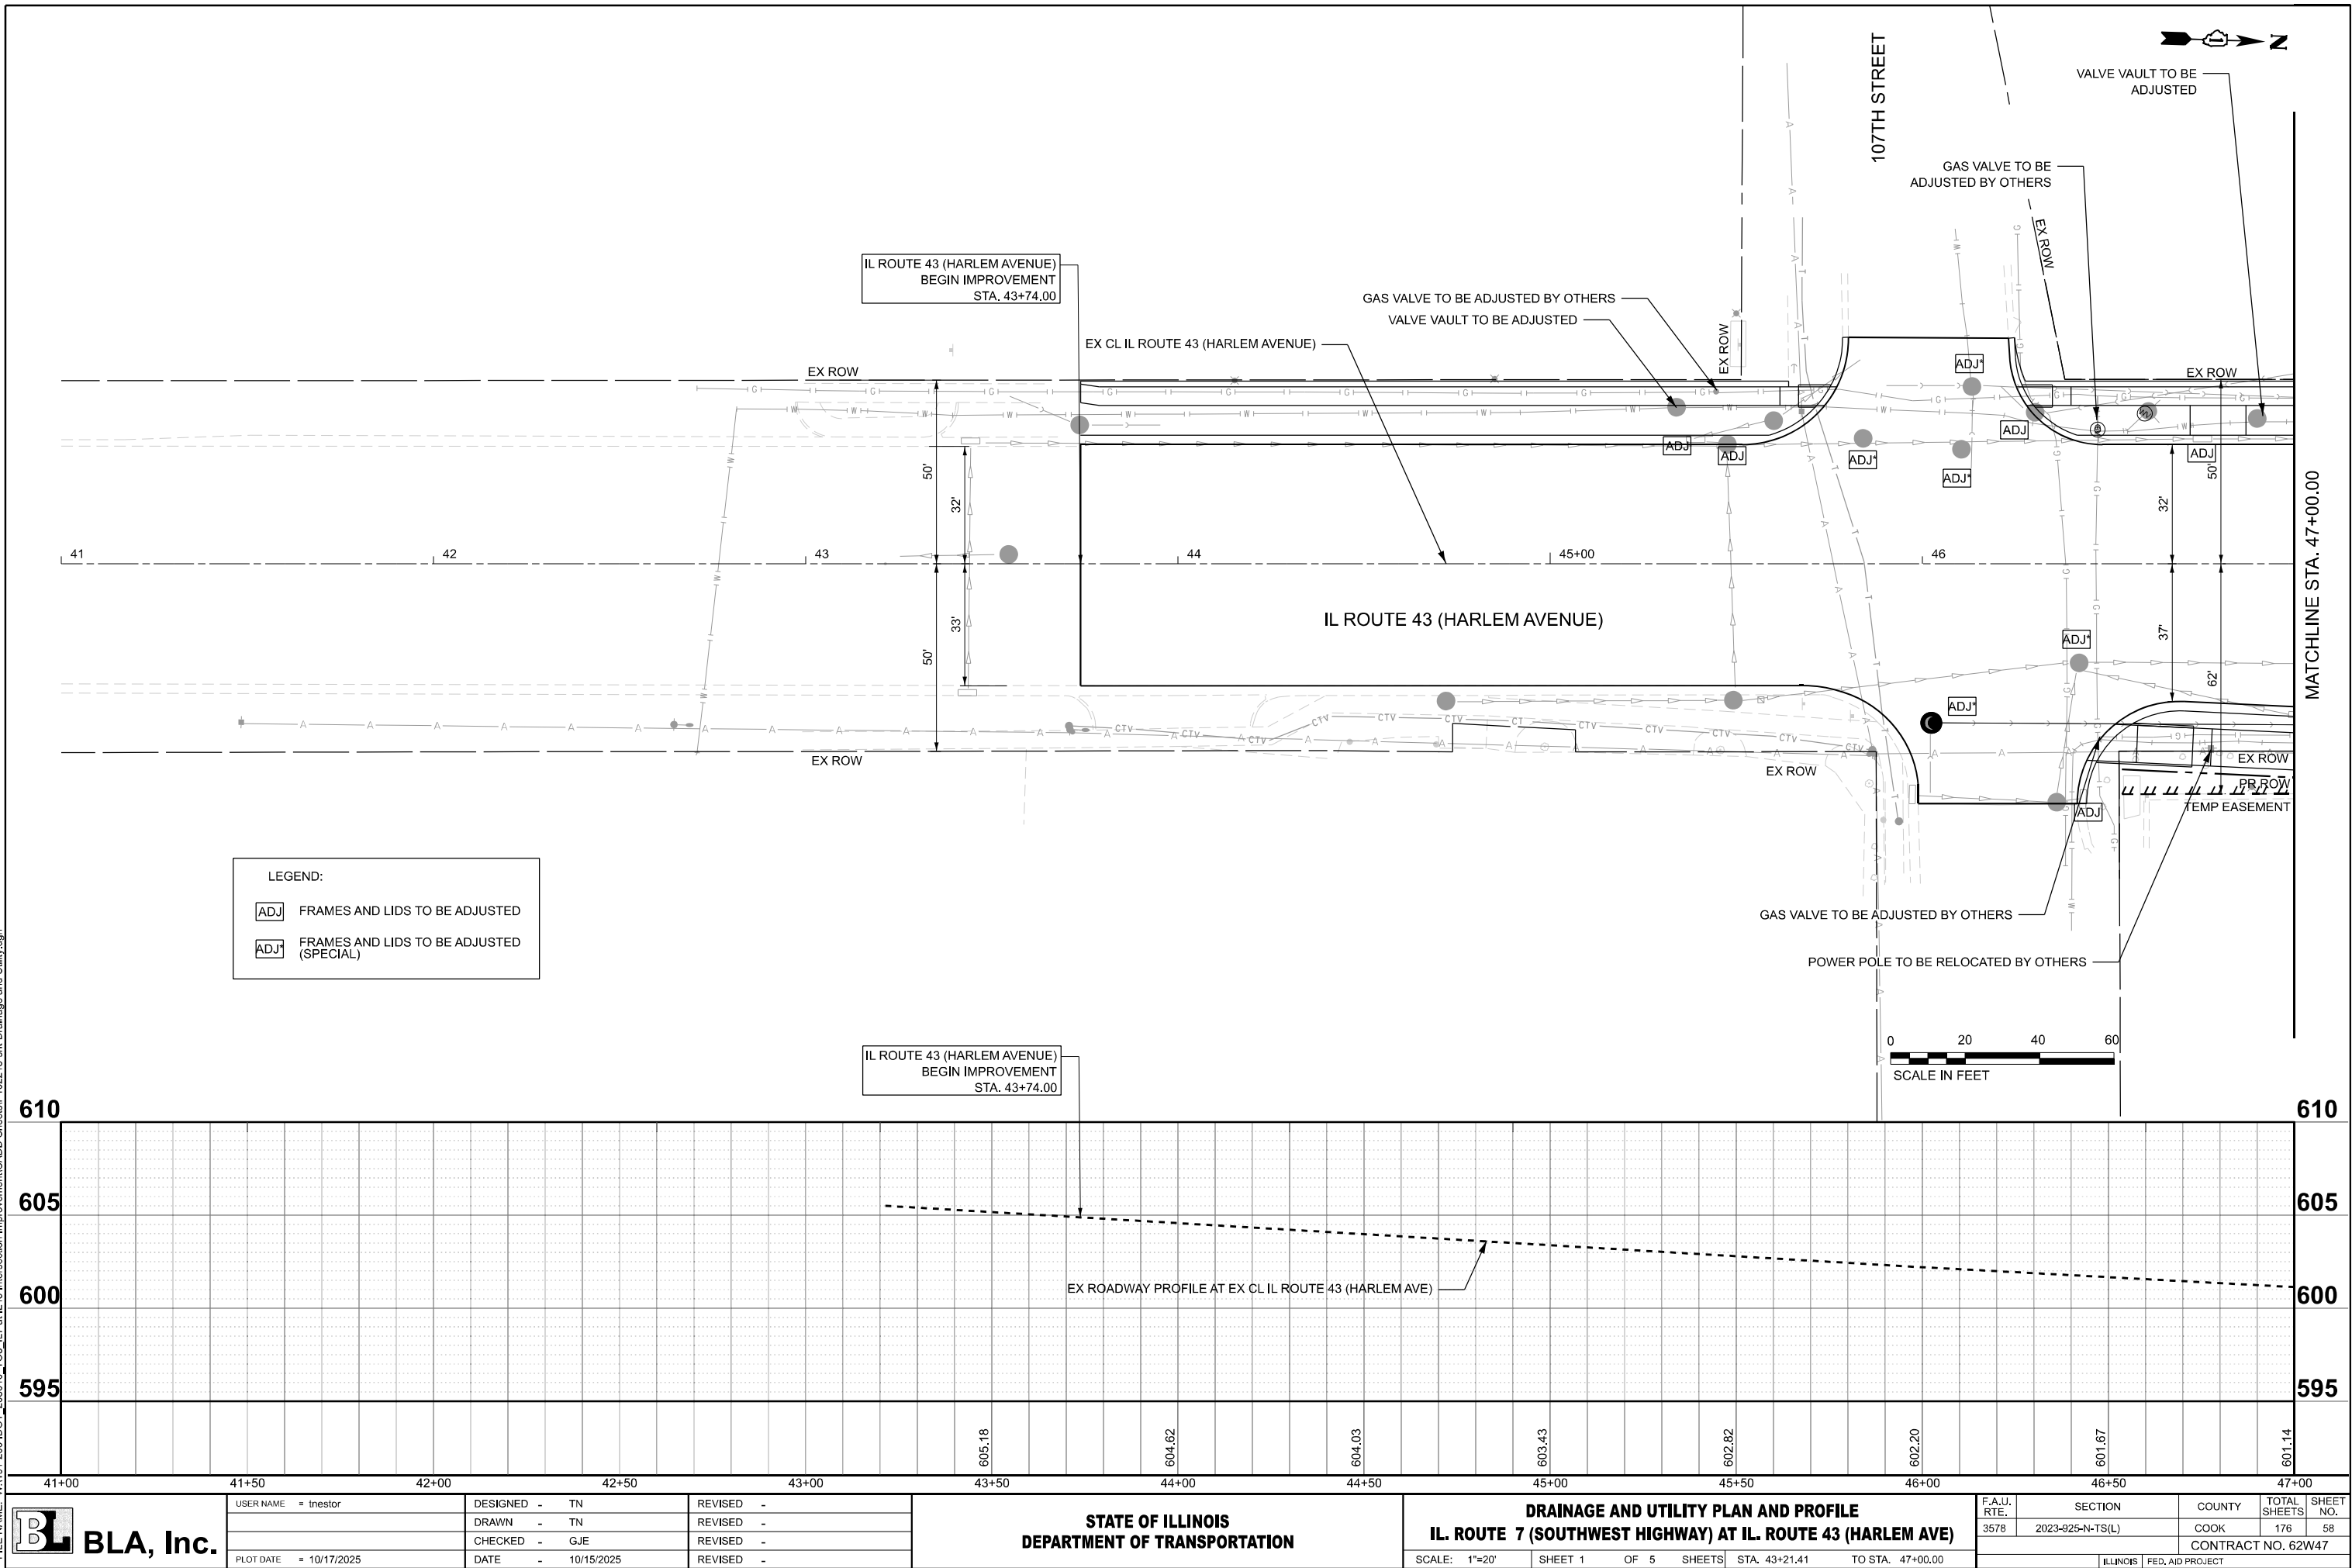 N
107TH STREET
VALVE VAULT TO BE
ADJUSTED
GAS VALVE TO BE
ADJUSTED BY OTHERS
EX ROW
IL ROUTE 43 (HARLEM AVENUE)
BEGIN IMPROVEMENT
STA. 43+74.00
GAS VALVE TO BE ADJUSTED BY OTHERS
VALVE VAULT TO BE ADJUSTED
EX CL IL ROUTE 43 (HARLEM AVENUE)
EX ROW
EX ROW
EX ROW
ADJ*
ADJ
ADJ
ADJ
ADJ*
ADJ*
ADJ
50'
32'
50'
32'
MATCHLINE STA. 47+00.00
41
42
43
44
45+00
46
IL ROUTE 43 (HARLEM AVENUE)
33'
50'
37'
62'
ADJ*
ADJ*
EX ROW
EX ROW
EX ROW
PR ROW
TEMP EASEMENT
ADJ
LEGEND:
ADJ FRAMES AND LIDS TO BE ADJUSTED
ADJ* FRAMES AND LIDS TO BE ADJUSTED
(SPECIAL)
GAS VALVE TO BE ADJUSTED BY OTHERS
POWER POLE TO BE RELOCATED BY OTHERS
0 20 40 60
SCALE IN FEET
IL ROUTE 43 (HARLEM AVENUE)
BEGIN IMPROVEMENT
STA. 43+74.00
610 610
605 605
EX ROADWAY PROFILE AT EX CL IL ROUTE 43 (HARLEM AVE)
600 600
595 595
605.18 604.62 604.03 603.43 602.82 602.20 601.67 601.14
41+00 41+50 42+00 42+50 43+00 43+50 44+00 44+50 45+00 45+50 46+00 46+50 47+00
BL BLA, Inc.
USER NAME = tnestor
PLOT DATE = 10/17/2025
DESIGNED - TN
DRAWN - TN
CHECKED - GJE
DATE - 10/15/2025
REVISED -
REVISED -
REVISED -
REVISED -
STATE OF ILLINOIS
DEPARTMENT OF TRANSPORTATION
DRAINAGE AND UTILITY PLAN AND PROFILE
IL. ROUTE 7 (SOUTHWEST HIGHWAY) AT IL. ROUTE 43 (HARLEM AVE)
SCALE: 1"=20' SHEET 1 OF 5 SHEETS STA. 43+21.41 TO STA. 47+00.00
F.A.U. RTE. SECTION COUNTY TOTAL SHEETS SHEET NO.
3578 2023-925-N-TS(L) COOK 176 58
CONTRACT NO. 62W47
ILLINOIS FED. AID PROJECT